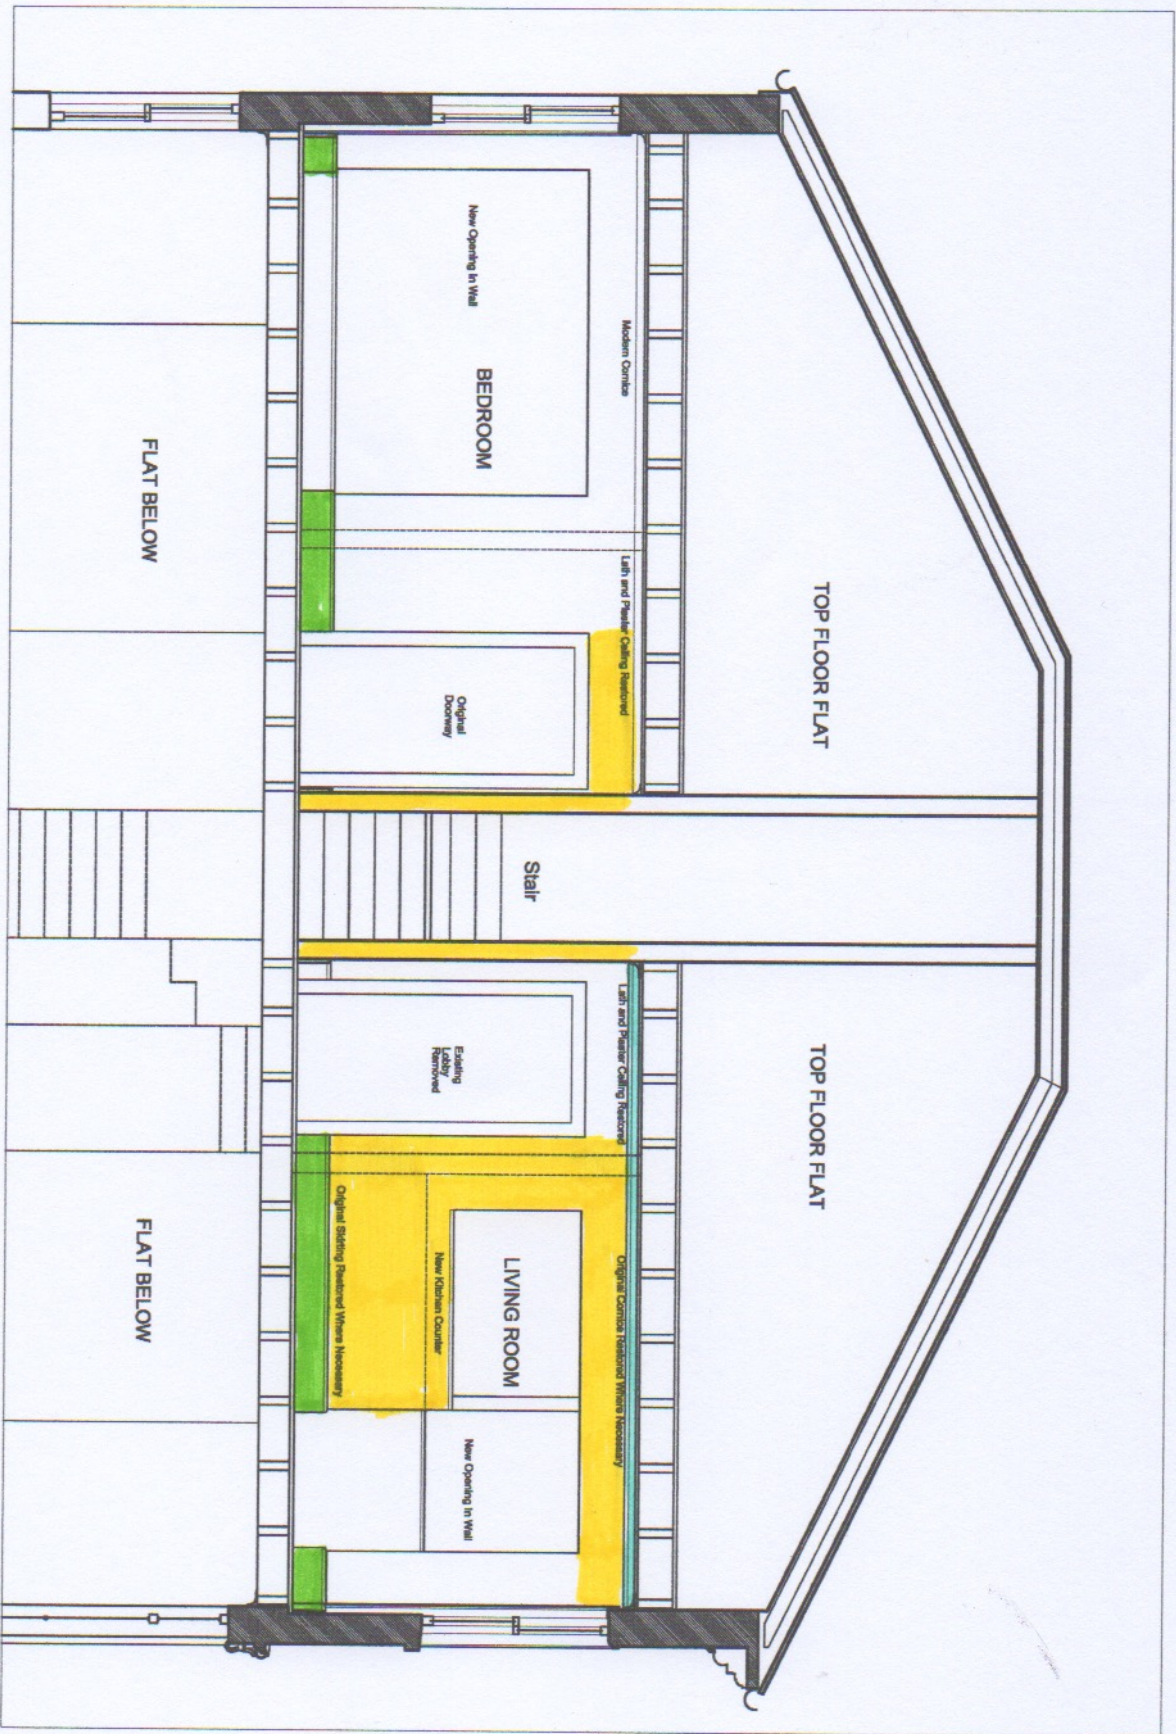 TOP FLOOR FLAT
TOP FLOOR FLAT
Modern Cornice
Lath and Plaster Ceiling Restored
Lath and Plaster Ceiling Restored
Original Cornice Restored Where Necessary
New Opening In Wall
BEDROOM
Original
Doorway
Stair
Existing
Lobby
Removed
LIVING ROOM
New Opening In Wall
New Kitchen Counter
Original Skirting Restored Where Necessary
FLAT BELOW
FLAT BELOW